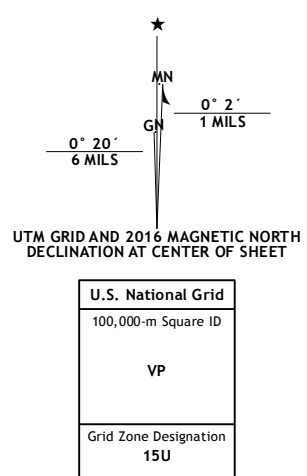 ★
MN
0° 2´
1 MILS
GN
0° 20´
6 MILS
UTM GRID AND 2016 MAGNETIC NORTH
DECLINATION AT CENTER OF SHEET
U.S. National Grid
100,000-m Square ID
VP
Grid Zone Designation
15U